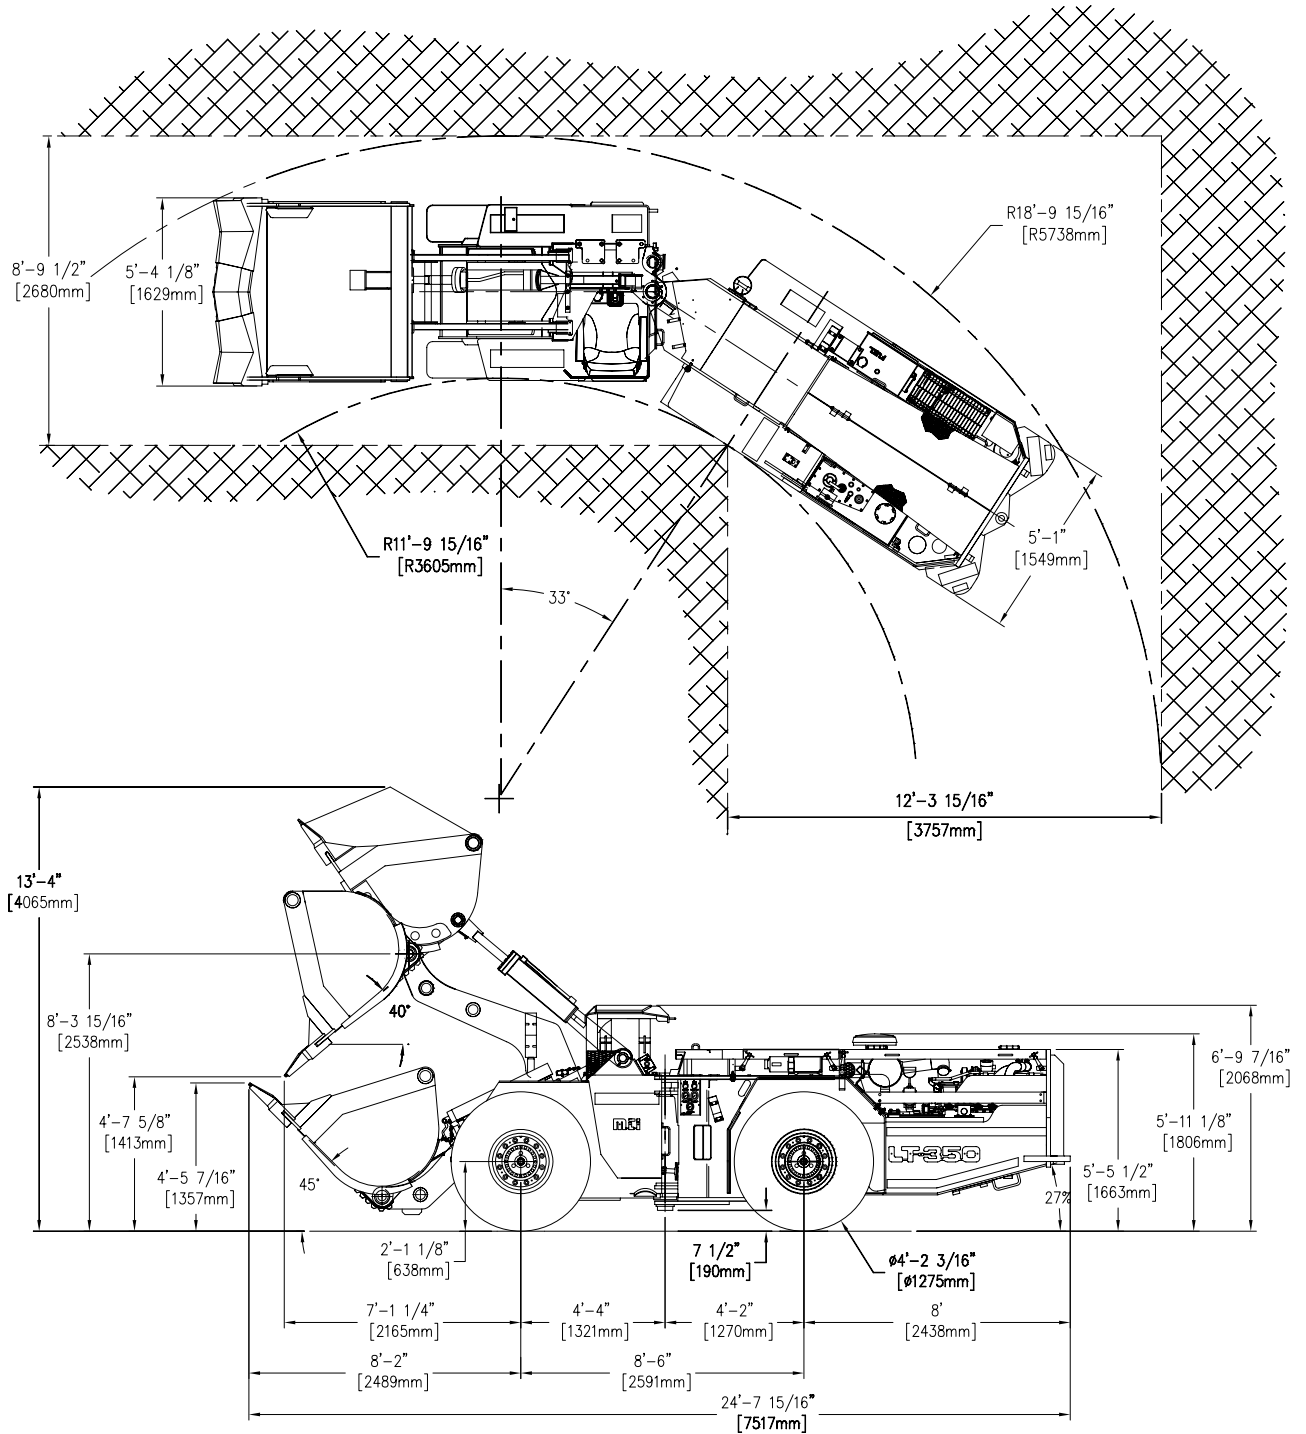 R18'-9 15/16"
[R5738mm]
8'-9 1/2"
[2680mm]
5'-4 1/8"
[1629mm]
5'-1"
[1549mm]
R11'-9 15/16"
[R3605mm]
33°
12'-3 15/16"
[3757mm]
13'-4"
[4065mm]
8'-3 15/16"
[2538mm]
40°
6'-9 7/16"
[2068mm]
4'-7 5/8"
[1413mm]
5'-11 1/8"
[1806mm]
MTI
LT-350
4'-5 7/16"
[1357mm]
45°
5'-5 1/2"
[1663mm]
27%
2'-1 1/8"
[638mm]
7 1/2"
[190mm]
ø4'-2 3/16"
[ø1275mm]
7'-1 1/4"
[2165mm]
4'-4"
[1321mm]
4'-2"
[1270mm]
8'
[2438mm]
8'-2"
[2489mm]
8'-6"
[2591mm]
24'-7 15/16"
[7517mm]